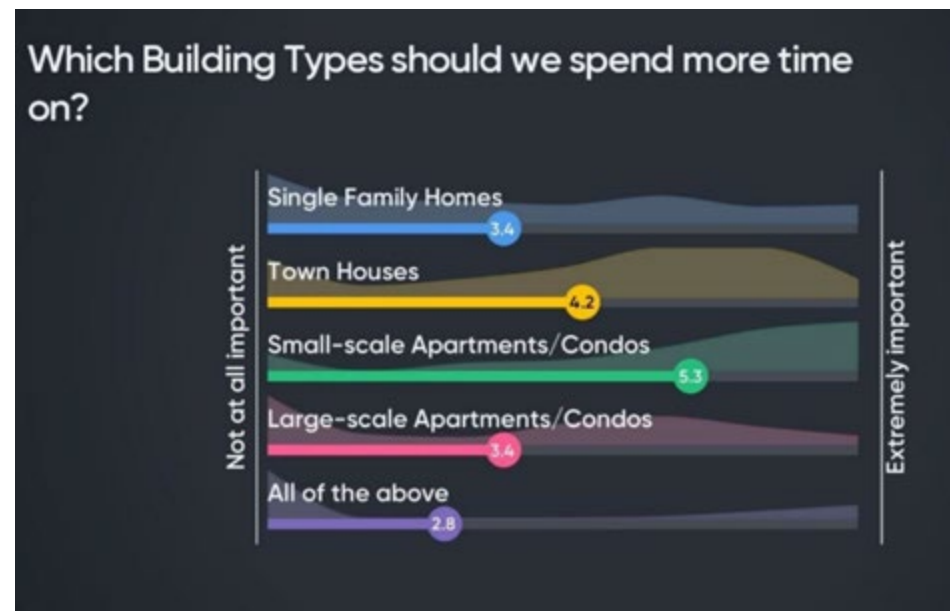 Which Building Types should we spend more time
on?
Not at all important
Single Family Homes
3.4
Town Houses
4.2
Small-scale Apartments/Condos
5.3
Large-scale Apartments/Condos
3.4
All of the above
2.8
Extremely important